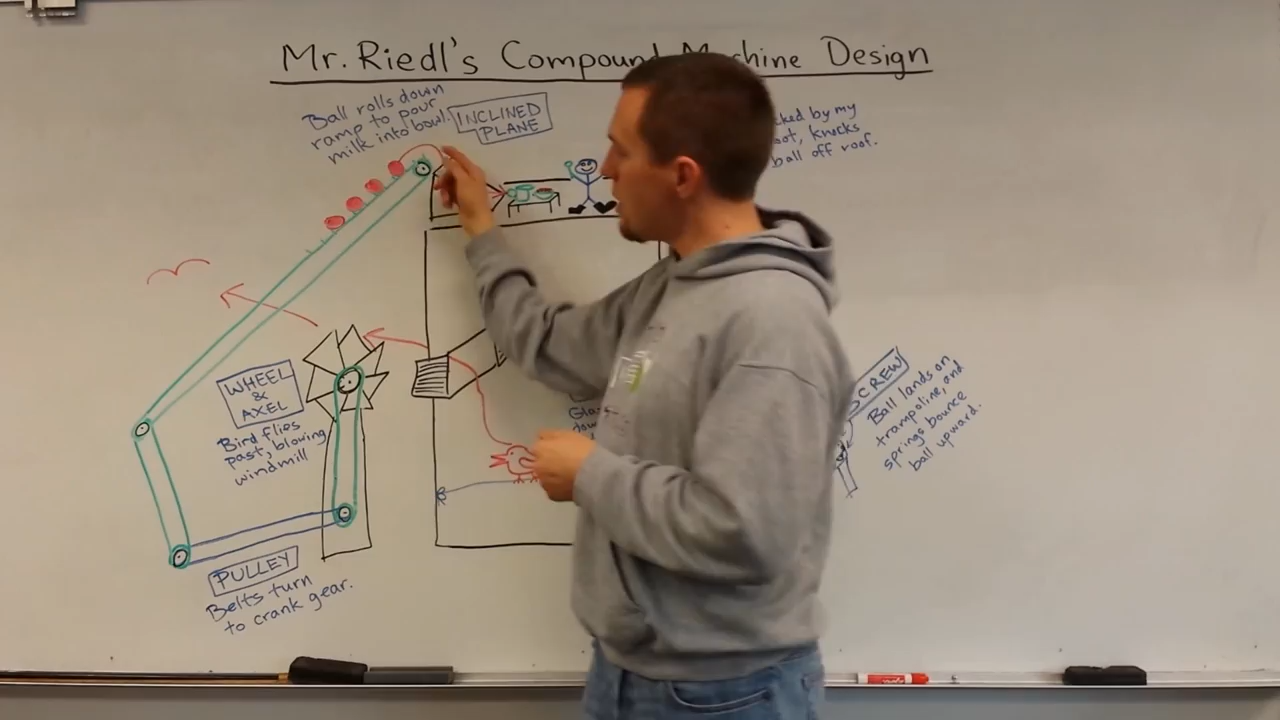 Mr. Riedl's Compound Machine Design
Ball rolls down
ramp to pour
milk into bowl.
INCLINED
PLANE
by my
knocks
ball off roof.
WHEEL
&
AXEL
Bird flies
past, blowing
windmill
SCREW
Ball lands on
trampoline, and
springs bounce
ball upward.
PULLEY
Belts turn
to crank gear.